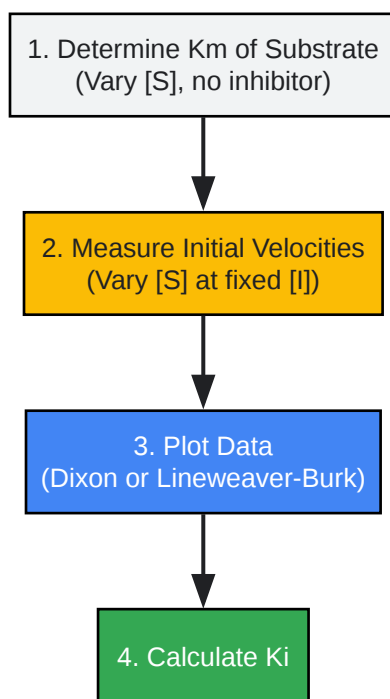 1. Determine Km of Substrate
(Vary [S], no inhibitor)
2. Measure Initial Velocities
(Vary [S] at fixed [I])
3. Plot Data
(Dixon or Lineweaver-Burk)
4. Calculate Ki